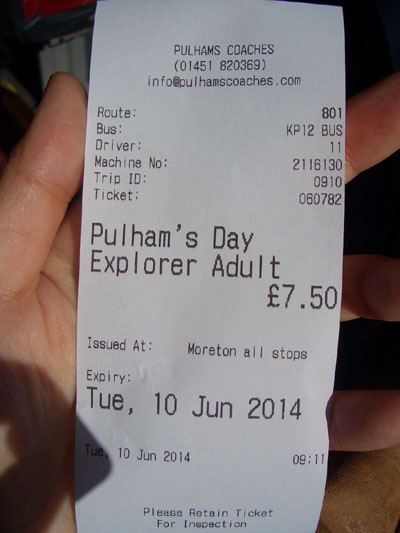 PULHAMS COACHES
(01451 820369)
info@pulhamscoaches.com
Route: 801
Bus: KP12 BUS
Driver: 11
Machine No: 2116130
Trip ID: 0910
Ticket: 060782
Pulham's Day
Explorer Adult
£7.50
Issued At: Moreton all stops
Expiry:
Tue, 10 Jun 2014
Tue, 10 Jun 2014 09:11
Please Retain Ticket
For Inspection